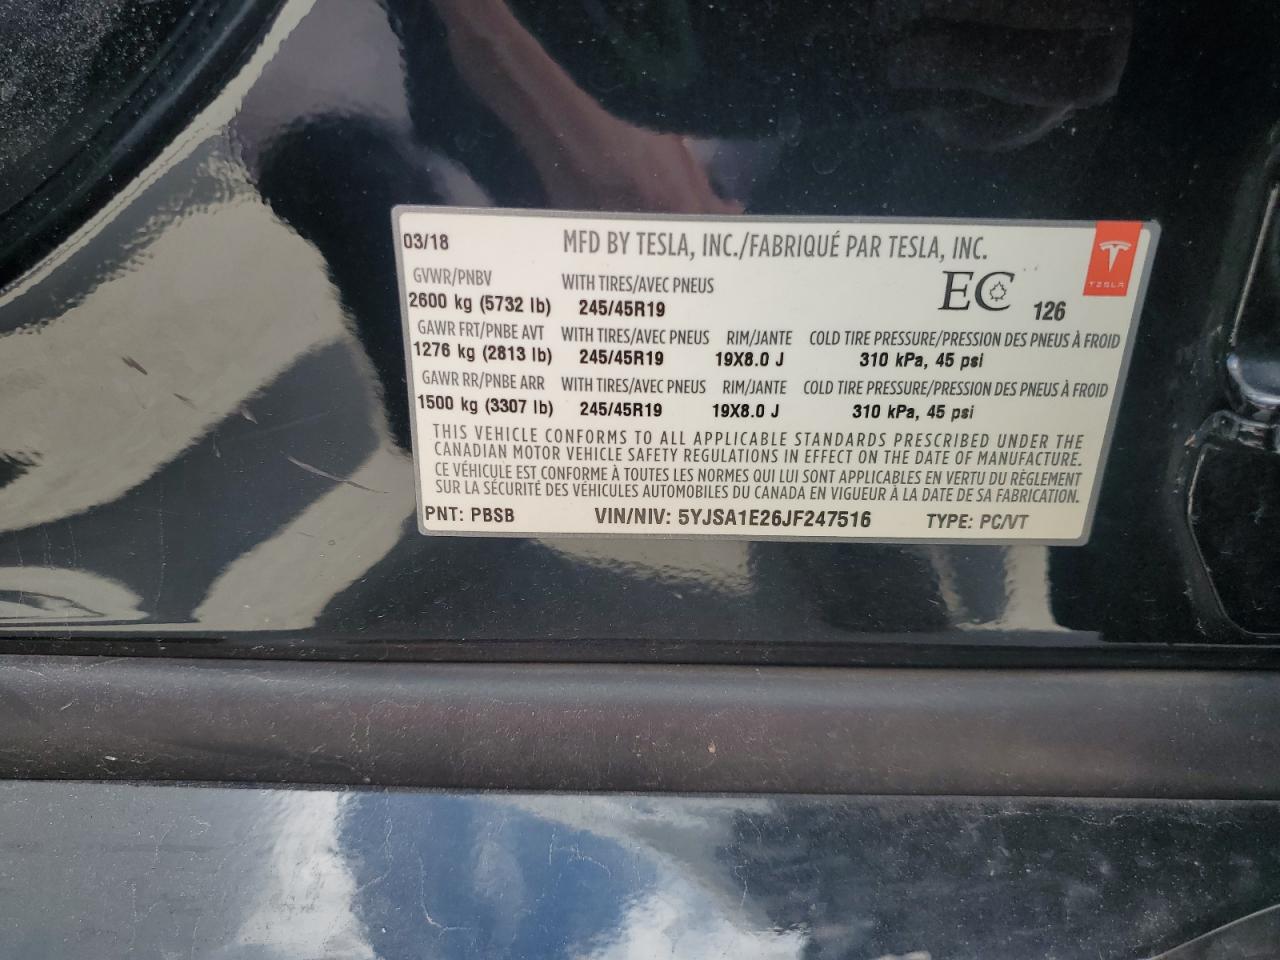 03/18 MFD BY TESLA, INC./FABRIQUÉ PAR TESLA, INC.
TESLA
GVWR/PNBV WITH TIRES/AVEC PNEUS
2600 kg (5732 lb) 245/45R19
EC 126
GAWR FRT/PNBE AVT WITH TIRES/AVEC PNEUS RIM/JANTE COLD TIRE PRESSURE/PRESSION DES PNEUS À FROID
1276 kg (2813 lb) 245/45R19 19X8.0 J 310 kPa, 45 psi
GAWR RR/PNBE ARR WITH TIRES/AVEC PNEUS RIM/JANTE COLD TIRE PRESSURE/PRESSION DES PNEUS À FROID
1500 kg (3307 lb) 245/45R19 19X8.0 J 310 kPa, 45 psi
THIS VEHICLE CONFORMS TO ALL APPLICABLE STANDARDS PRESCRIBED UNDER THE
CANADIAN MOTOR VEHICLE SAFETY REGULATIONS IN EFFECT ON THE DATE OF MANUFACTURE.
CE VÉHICULE EST CONFORME À TOUTES LES NORMES QUI LUI SONT APPLICABLES EN VERTU DU RÈGLEMENT
SUR LA SÉCURITÉ DES VÉHICULES AUTOMOBILES DU CANADA EN VIGUEUR À LA DATE DE SA FABRICATION.
PNT: PBSB VIN/NIV: 5YJSA1E26JF247516 TYPE: PC/VT